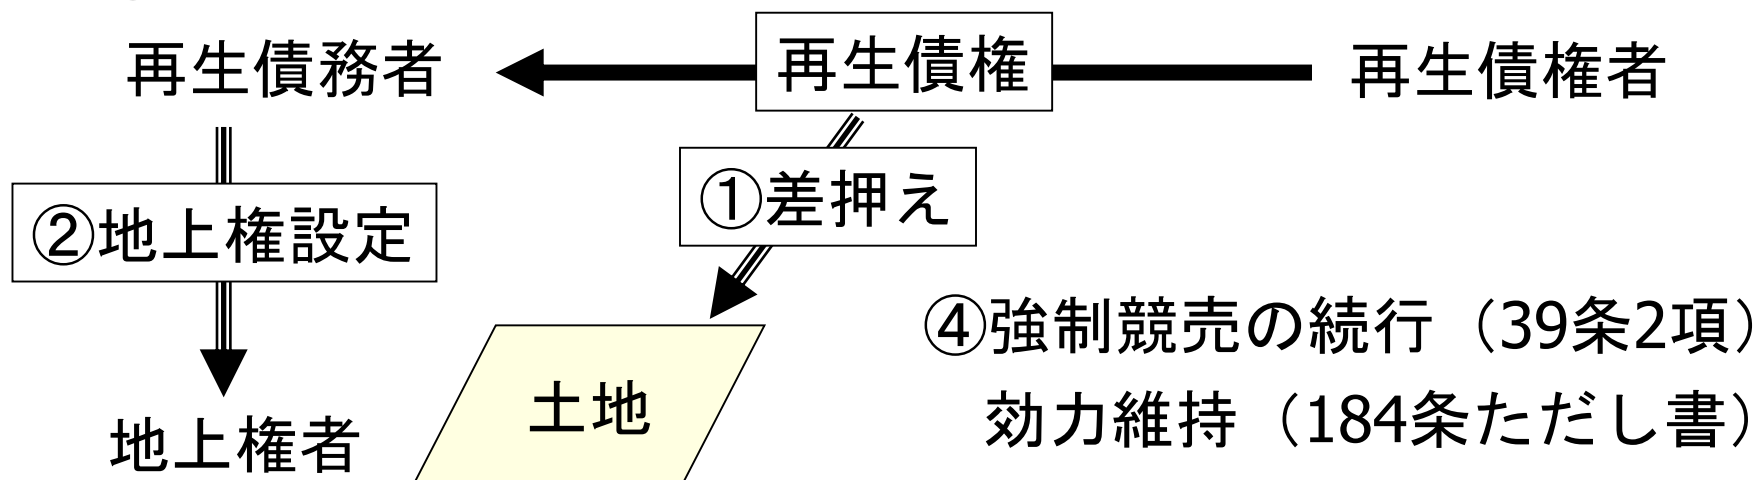 再生債務者
再生債権
再生債権者
①差押え
②地上権設定
④強制競売の続行（39条2項）
効力維持（184条ただし書）
土地
地上権者